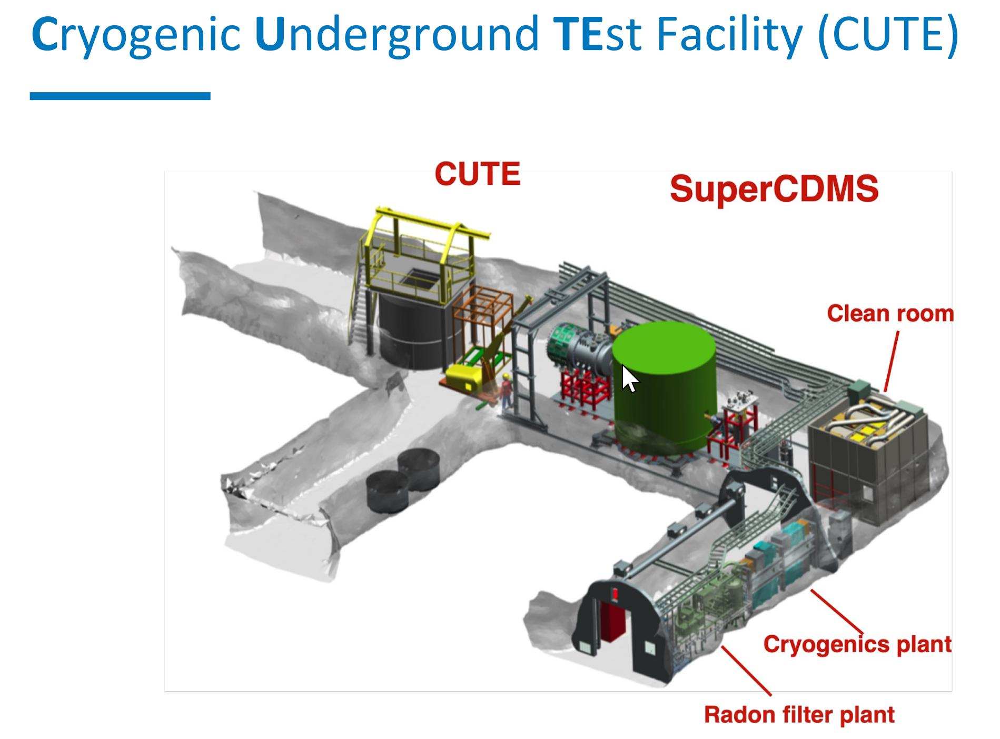 Cryogenic Underground TEst Facility (CUTE)
CUTE
SuperCDMS
Clean room
Cryogenics plant
Radon filter plant